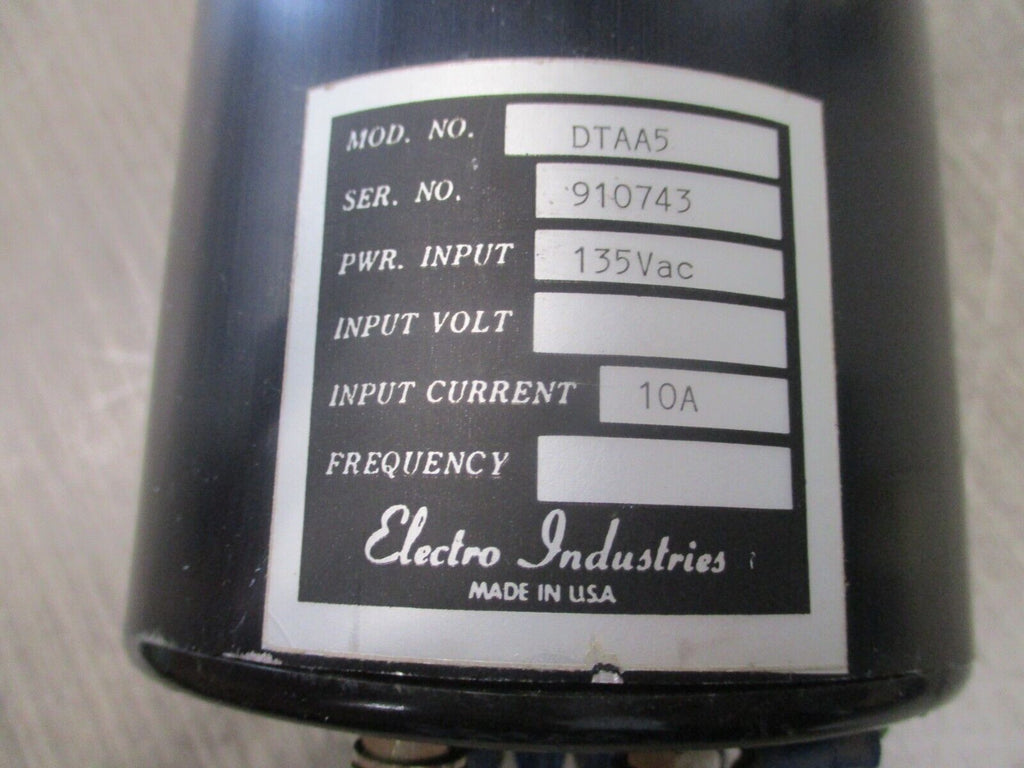 MOD. NO. DTAA5
SER. NO. 910743
PWR. INPUT 135Vac
INPUT VOLT
INPUT CURRENT 10A
FREQUENCY
Electro Industries
MADE IN U.S.A